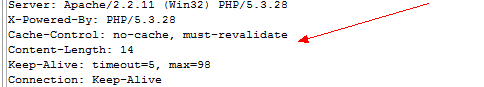 Server: Apache/2.2.11 (Win32) PHP/5.3.28
X-Powered-By: PHP/5.3.28
Cache-Control: no-cache, must-revalidate
Content-Length: 14
Keep-Alive: timeout=5, max=98
Connection: Keep-Alive